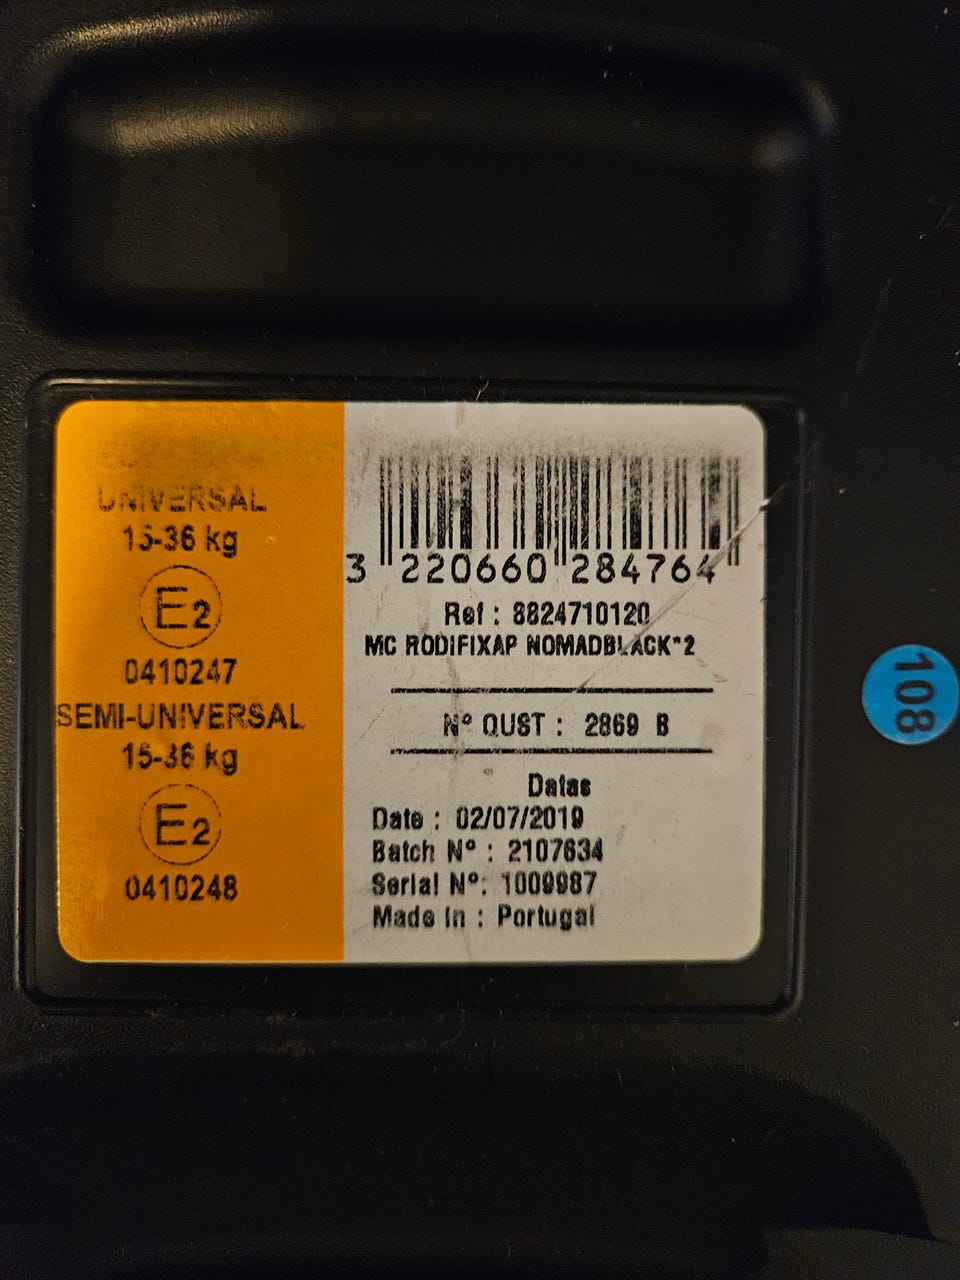 UNIVERSAL
15-36 kg
E2
0410247
SEMI-UNIVERSAL
15-36 kg
E2
0410248
3 220660 284764
Ref : 8824710120
MC RODIFIXAP NOMADBLACK*2
N° QUST : 2869 B
Datas
Date : 02/07/2019
Batch N° : 2107634
Serial N°: 1009987
Made In : Portugal
108